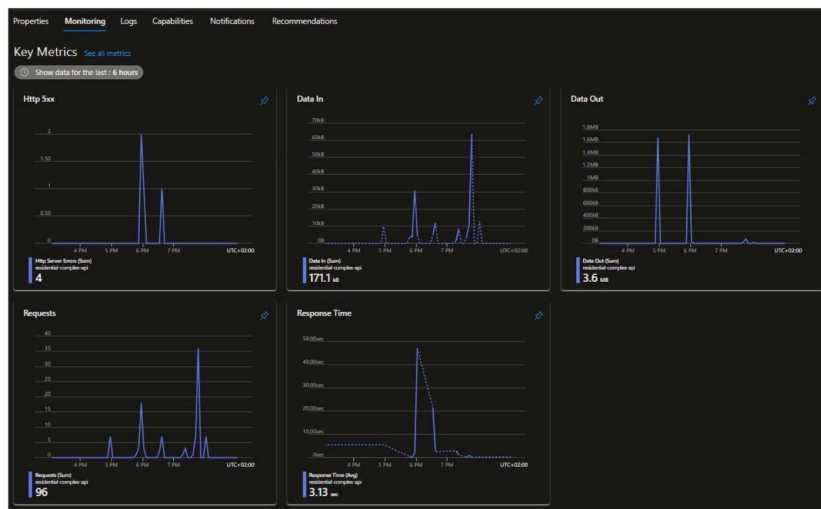 Properties Monitoring Logs Capabilities Notifications Recommendations
Key Metrics See all metrics
Show data for the last : 6 hours
Http 5xx
2
1.50
1
0.50
0
4 PM 5 PM 6 PM 7 PM UTC+02:00
Http Server Errors (Sum)
residential-complex-api
4
Data In
70kB
60kB
50kB
40kB
30kB
20kB
10kB
0B
4 PM 5 PM 6 PM 7 PM UTC+02:00
Data In (Sum)
residential-complex-api
171.1 kB
Data Out
1.8MB
1.6MB
1.4MB
1.2MB
1MB
800kB
600kB
400kB
200kB
0B
4 PM 5 PM 6 PM 7 PM UTC+02:00
Data Out (Sum)
residential-complex-api
3.6 MB
Requests
40
35
30
25
20
15
10
5
0
4 PM 5 PM 6 PM 7 PM UTC+02:00
Requests (Sum)
residential-complex-api
96
Response Time
50.00sec
40.00sec
30.00sec
20.00sec
10.00sec
0sec
4 PM 5 PM 6 PM 7 PM UTC+02:00
Response Time (Avg)
residential-complex-api
3.13 sec